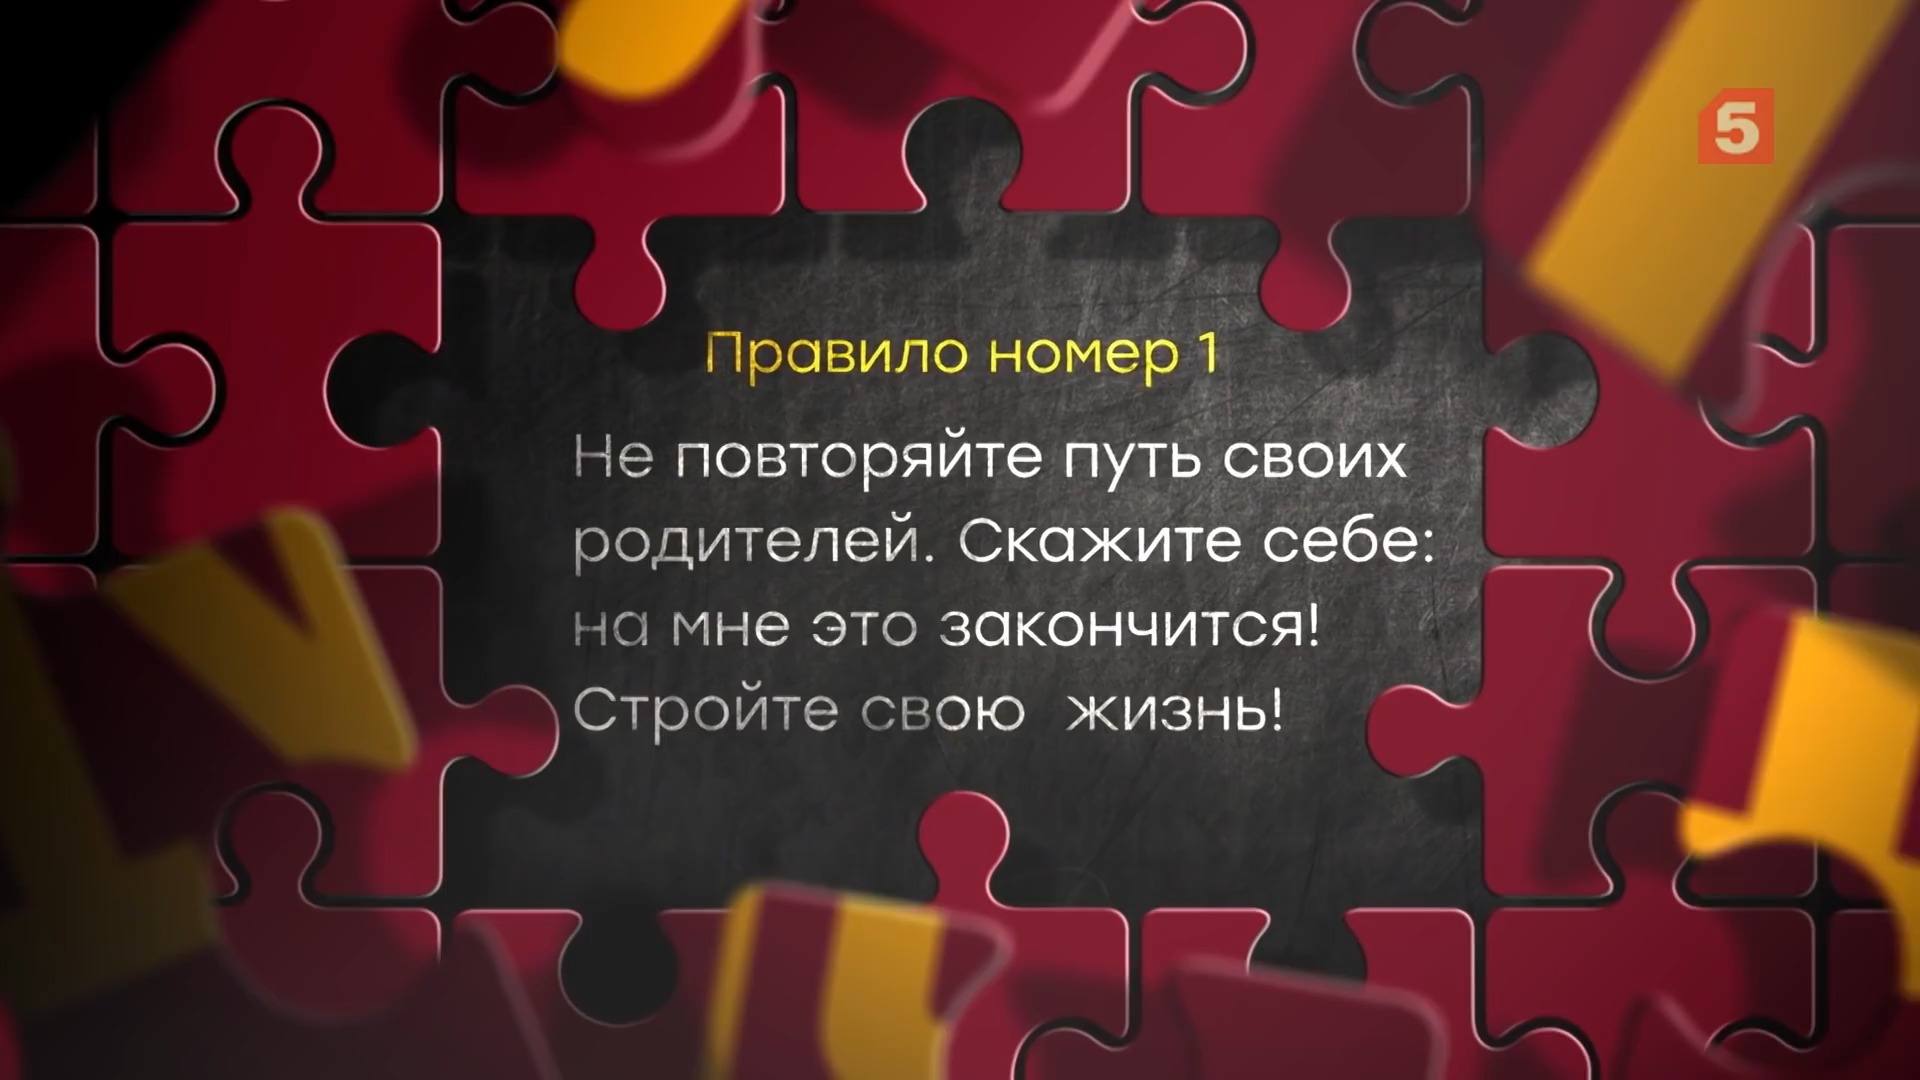 5
Правило номер 1
Не повторяйте путь своих
родителей. Скажите себе:
на мне это закончится!
Стройте свою жизнь!